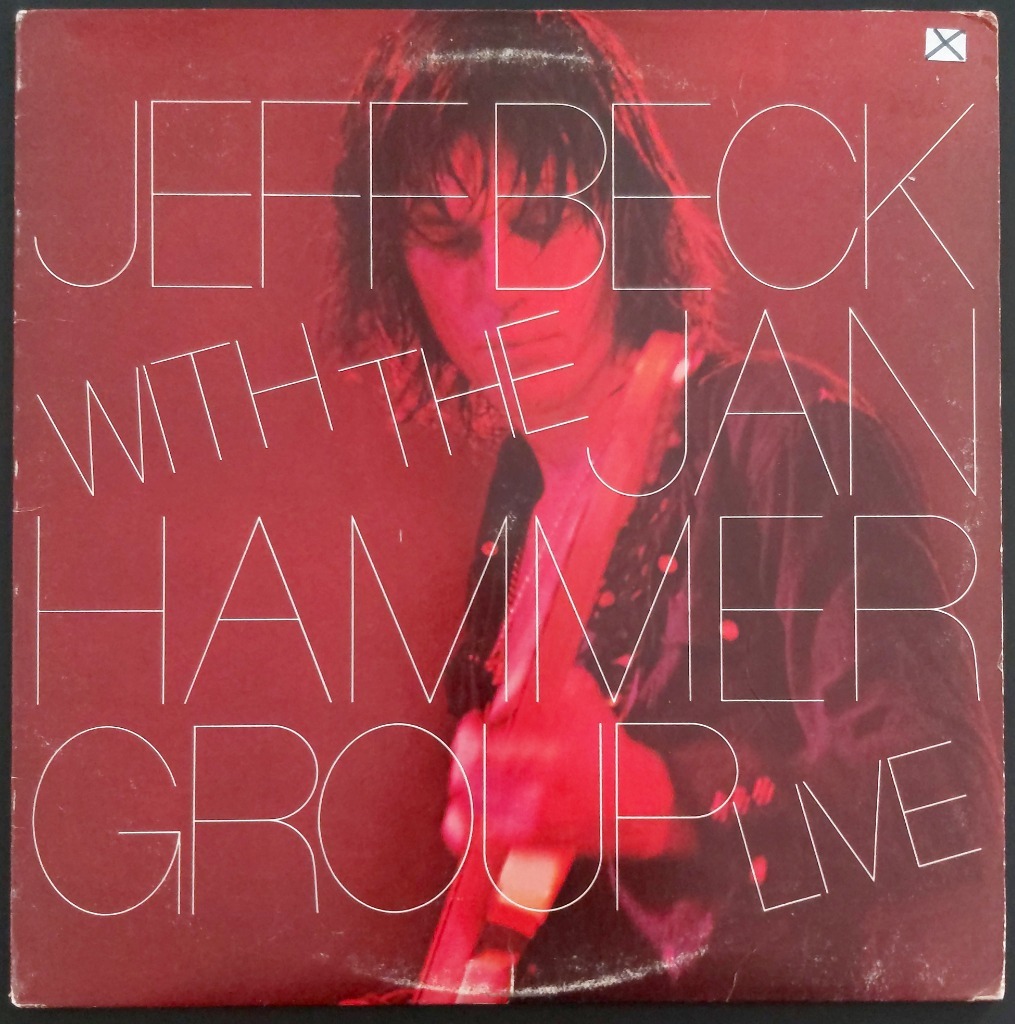 JEFF BECK
WITH THE JAN
HAMMER
GROUP LIVE